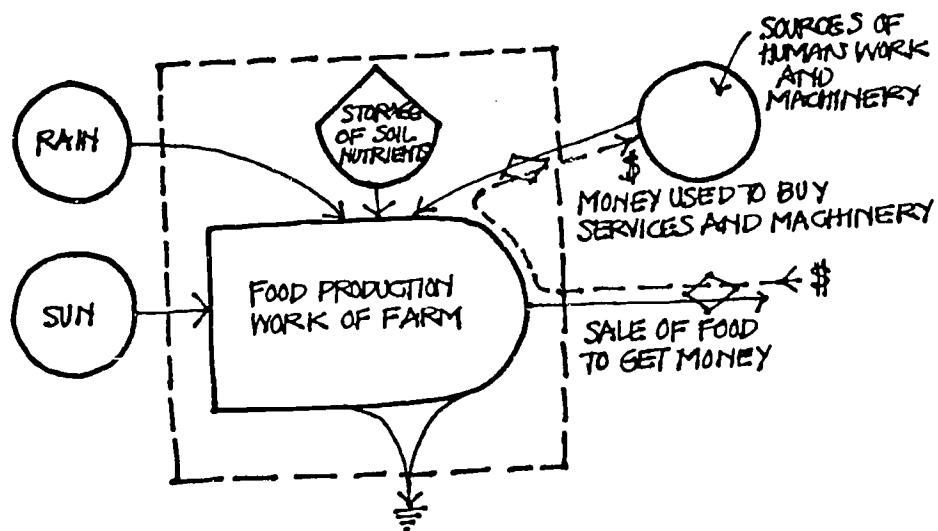 SOURCES OF
HUMAN WORK
AND
MACHINERY
RAIN
STORAGE
OF SOIL
NUTRIENTS
$
MONEY USED TO BUY
SERVICES AND MACHINERY
SUN
FOOD PRODUCTION
WORK OF FARM
$
SALE OF FOOD
TO GET MONEY